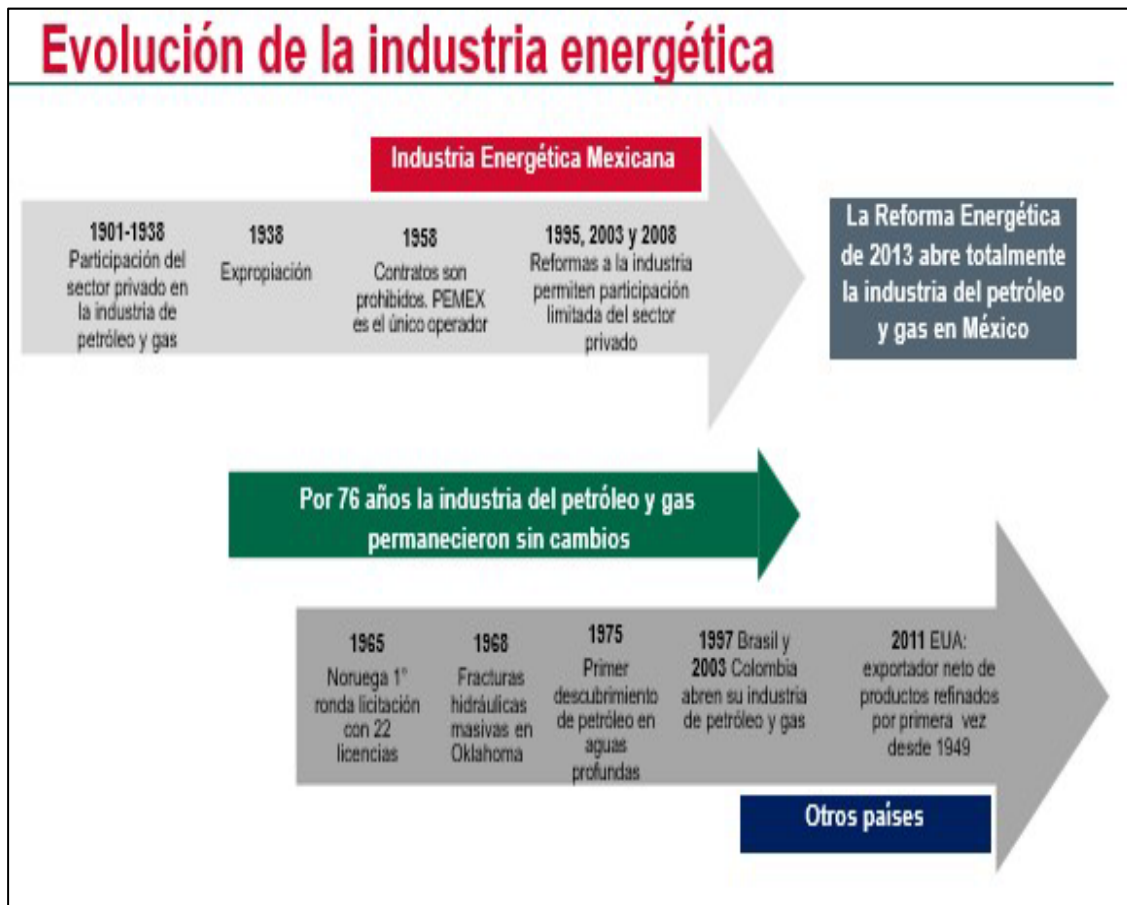 Evolución de la industria energética
Industria Energética Mexicana
1901-1938
Participación del
sector privado en
la industria de
petróleo y gas
1938
Expropiación
1958
Contratos son
prohibidos. PEMEX
es el único operador
1995, 2003 y 2008
Reformas a la industria
permiten participación
limitada del sector
privado
La Reforma Energética
de 2013 abre totalmente
la industria del petróleo
y gas en México
Por 76 años la industria del petróleo y gas
permanecieron sin cambios
1965
Noruega 1°
ronda licitación
con 22
licencias
1968
Fracturas
hidráulicas
masivas en
Oklahoma
1975
Primer
descubrimiento
de petróleo en
aguas
profundas
1997 Brasil y
2003 Colombia
abren su industria
de petróleo y gas
2011 EUA:
exportador neto de
productos refinados
por primera vez
desde 1949
Otros países